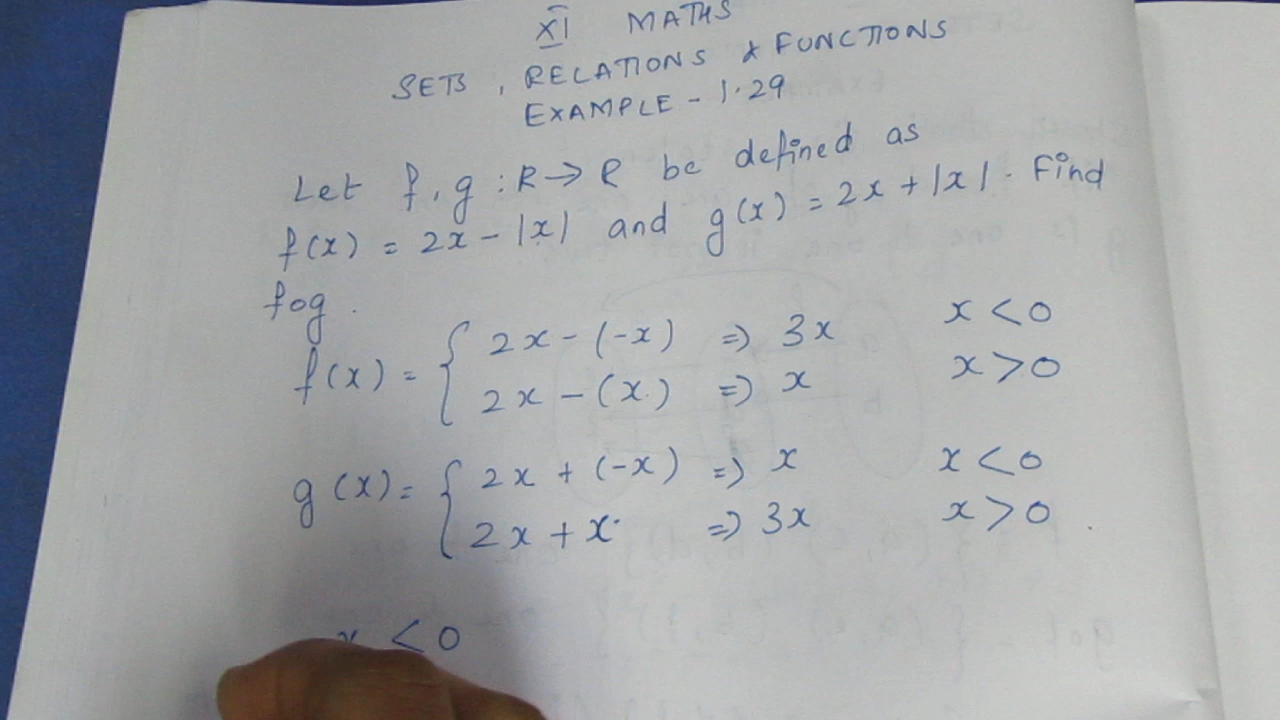 XI MATHS
SETS, RELATIONS & FUNCTIONS
EXAMPLE - 1.29
Let f, g : R → R be defined as
f(x) = 2x - |x| and g(x) = 2x + |x|. Find
fog.
f(x) = { 2x - (-x) => 3x x < 0
2x - (x) => x x > 0
g(x) = { 2x + (-x) => x x < 0
2x + x => 3x x > 0.
x < 0